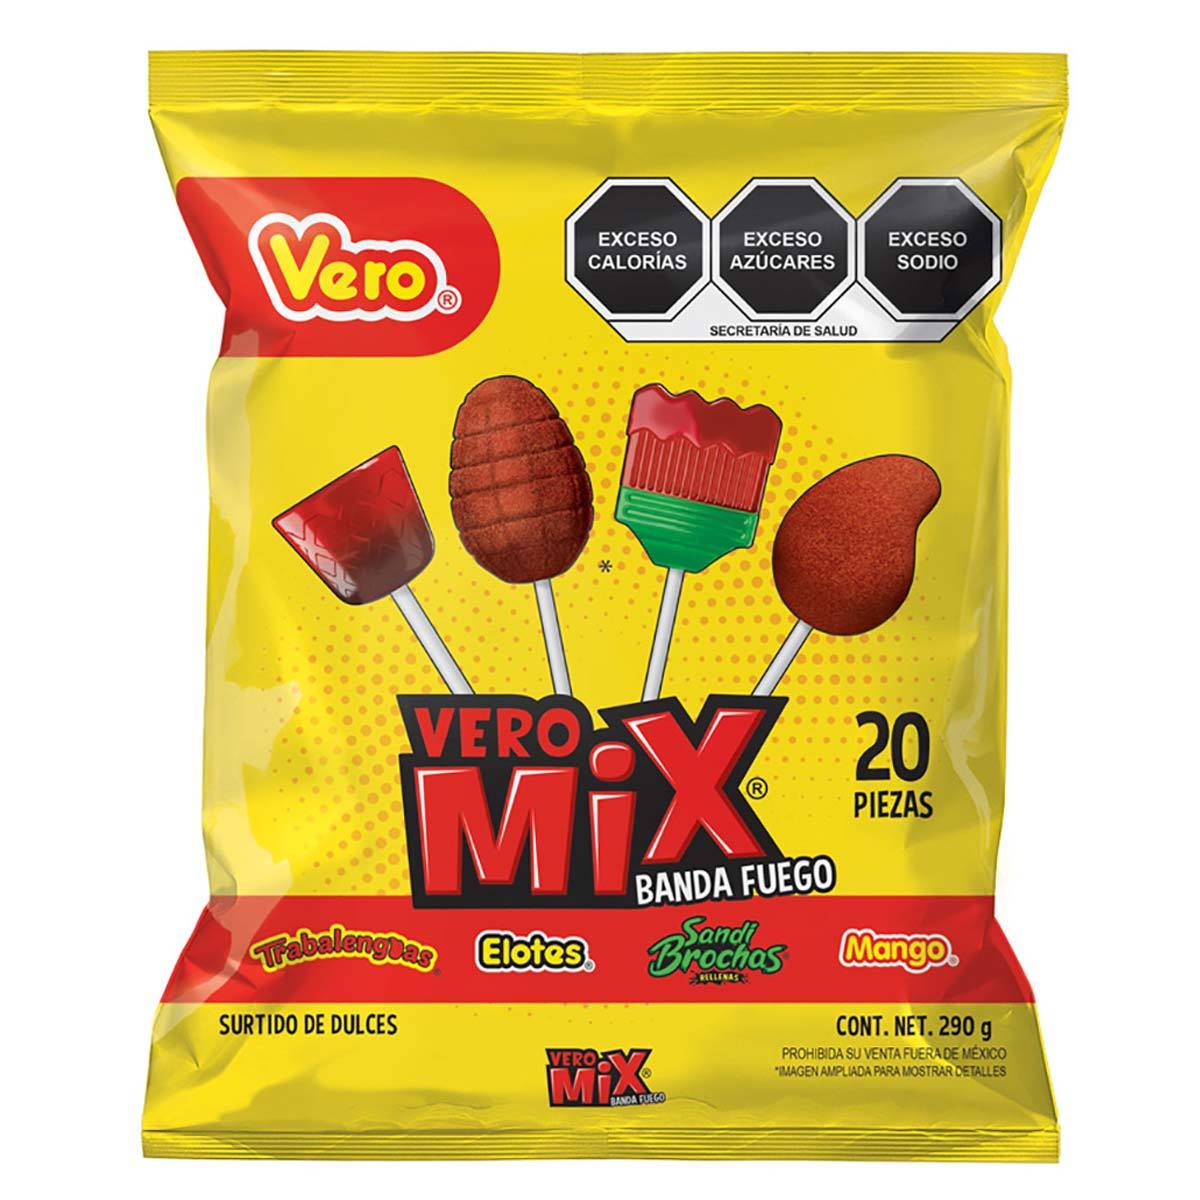 Vero®
EXCESO CALORÍAS
EXCESO AZÚCARES
EXCESO SODIO
SECRETARÍA DE SALUD
*
VERO
MiX®
BANDA FUEGO
20
PIEZAS
Trabalenguas®
Elotes®
Sandi
Brochas®
RELLENAS
Mango®
SURTIDO DE DULCES
CONT. NET. 290 g
PROHIBIDA SU VENTA FUERA DE MÉXICO
*IMAGEN AMPLIADA PARA MOSTRAR DETALLES
VERO
MiX®
BANDA FUEGO